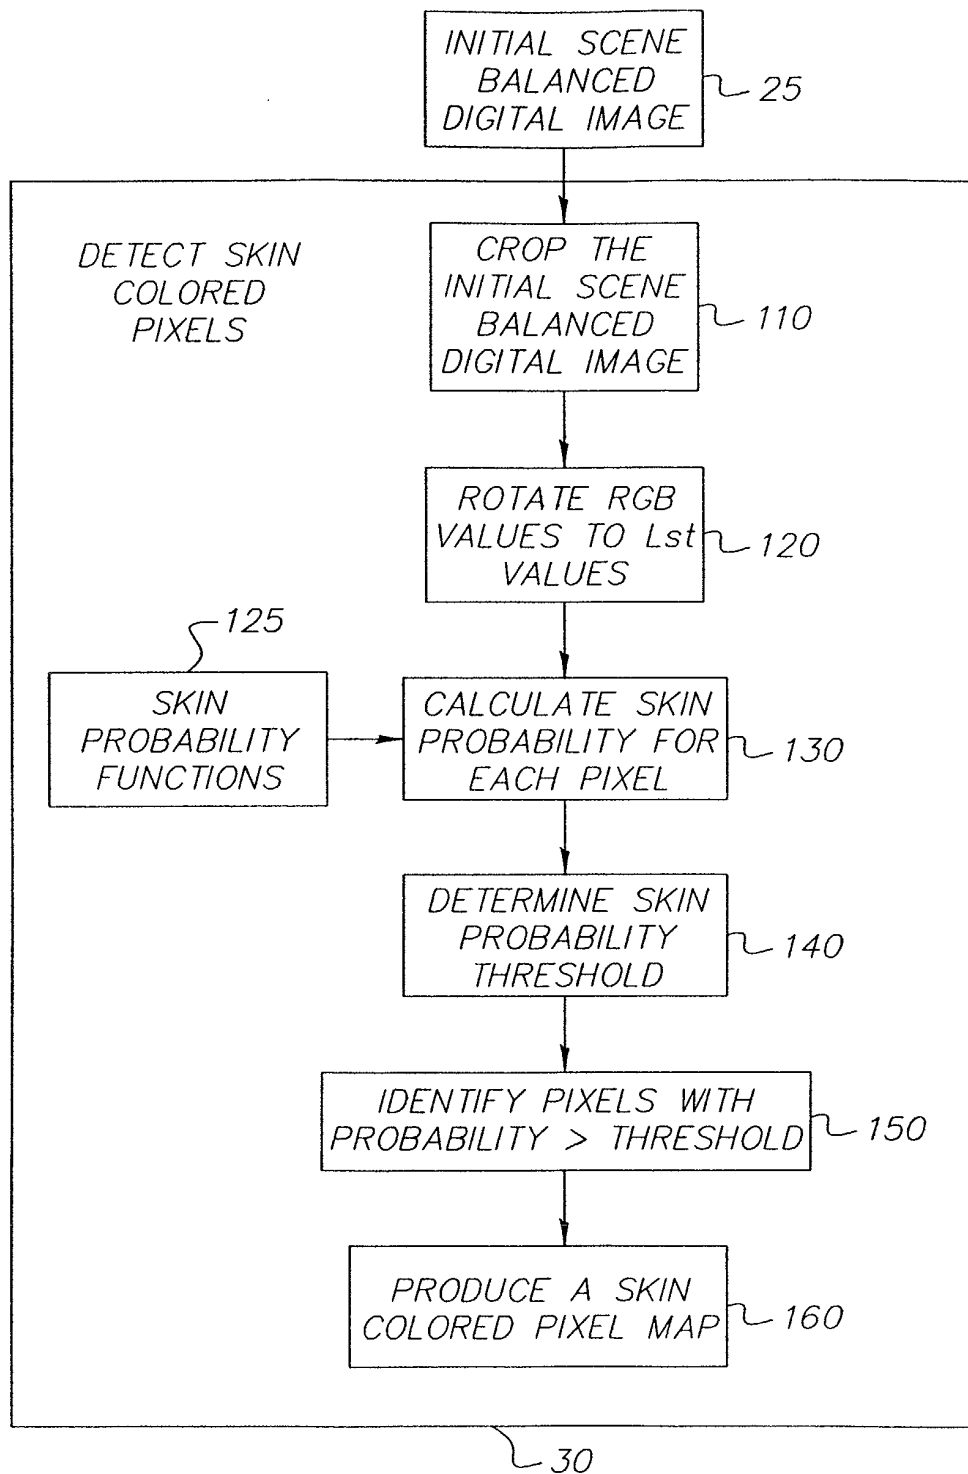 INITIAL SCENE
BALANCED
DIGITAL IMAGE
25
DETECT SKIN
COLORED
PIXELS
CROP THE
INITIAL SCENE
BALANCED
DIGITAL IMAGE
110
ROTATE RGB
VALUES TO Lst
VALUES
120
125
SKIN
PROBABILITY
FUNCTIONS
CALCULATE SKIN
PROBABILITY FOR
EACH PIXEL
130
DETERMINE SKIN
PROBABILITY
THRESHOLD
140
IDENTIFY PIXELS WITH
PROBABILITY > THRESHOLD
150
PRODUCE A SKIN
COLORED PIXEL MAP
160
30